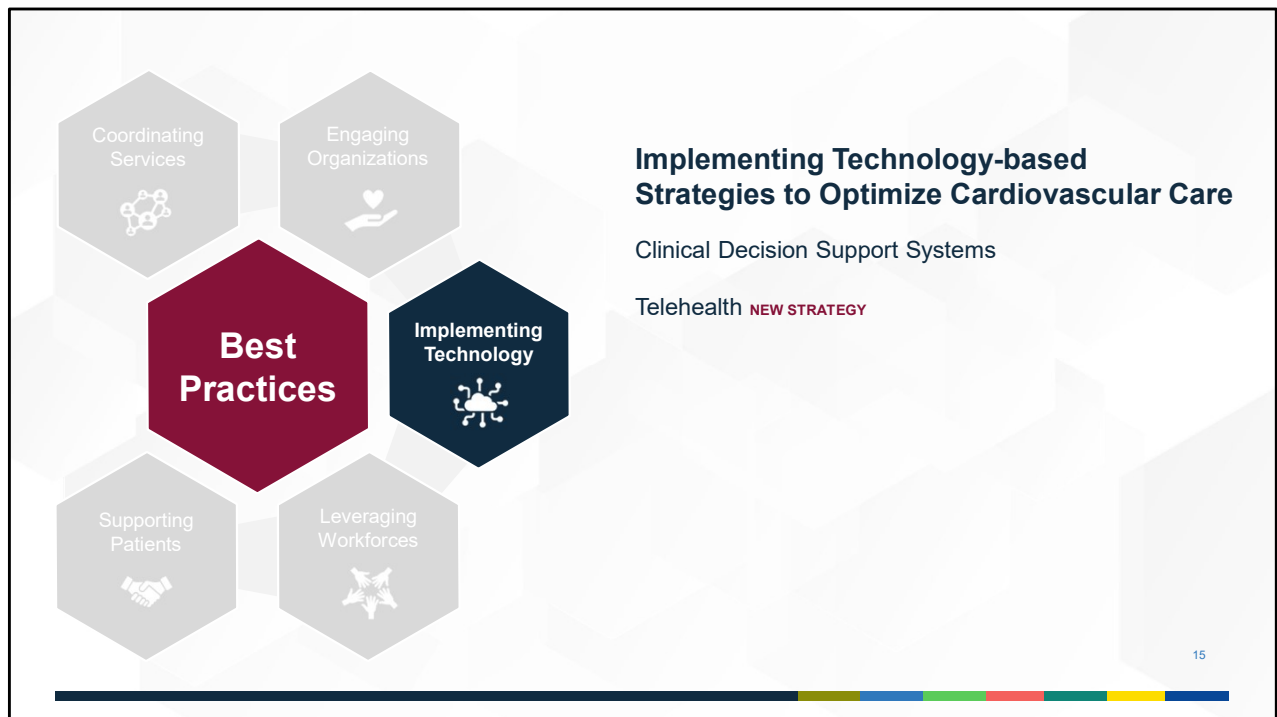 Coordinating
Services
Engaging
Organizations
Best
Practices
Implementing
Technology
Supporting
Patients
Leveraging
Workforces
Implementing Technology-based
Strategies to Optimize Cardiovascular Care
Clinical Decision Support Systems
Telehealth NEW STRATEGY
15